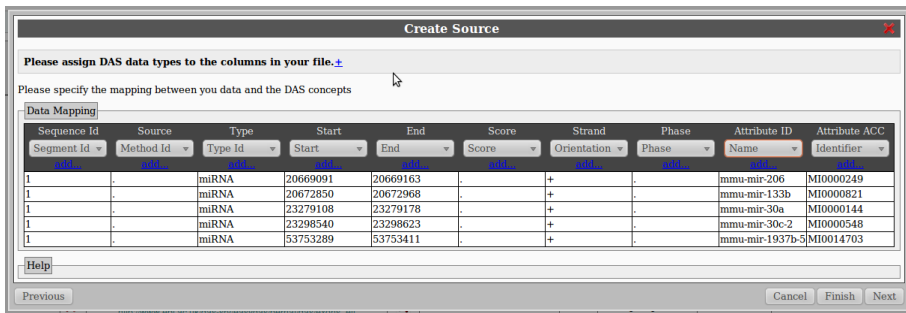 Create Source
Please assign DAS data types to the columns in your file.+
Please specify the mapping between you data and the DAS concepts
Data Mapping
Sequence Id Source Type Start End Score Strand Phase Attribute ID Attribute ACC
Segment Id Method Id Type Id Start End Score Orientation Phase Name Identifier
add... add... add... add... add... add... add... add... add... add...
1 . miRNA 20669091 20669163 . + . mmu-mir-206 MI0000249
1 . miRNA 20672850 20672968 . + . mmu-mir-133b MI0000821
1 . miRNA 23279108 23279178 . + . mmu-mir-30a MI0000144
1 . miRNA 23298540 23298623 . + . mmu-mir-30c-2 MI0000548
1 . miRNA 53753289 53753411 . + . mmu-mir-1937b-5 MI0014703
Help
Previous Cancel Finish Next